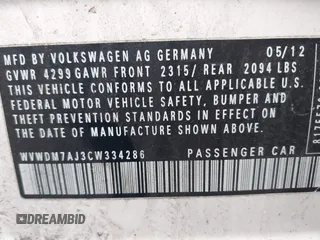 MFD BY VOLKSWAGEN AG GERMANY 05/12
GVWR 4299 GAWR FRONT 2315/ REAR 2094 LBS
THIS VEHICLE CONFORMS TO ALL APPLICABLE U.S.
FEDERAL MOTOR VEHICLE SAFETY, BUMPER AND
THEFT PREVENTION STANDARDS IN EFFECT ON THE
DATE OF MANUFACTURE SHOWN ABOVE.
WVWDM7AJ3CW334286 PASSENGER CAR